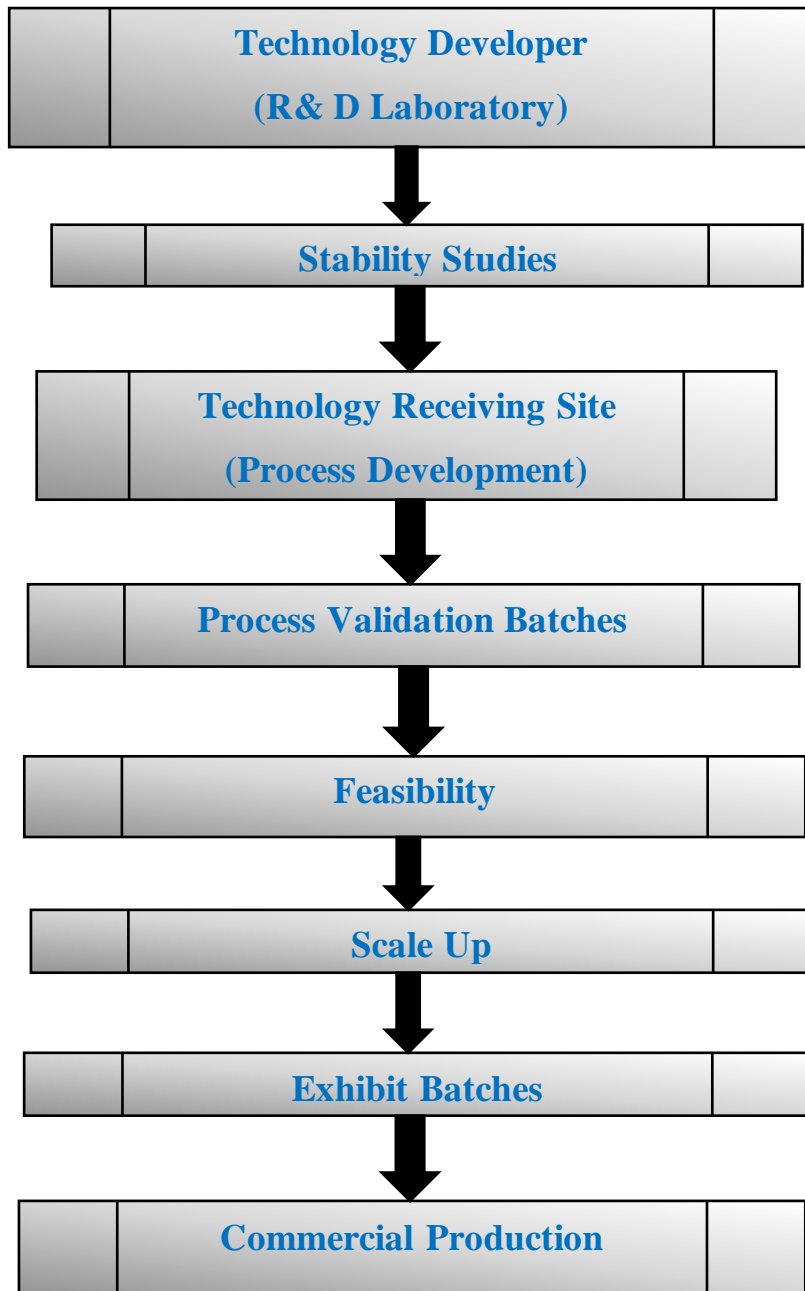 Technology Developer
(R& D Laboratory)
Stability Studies
Technology Receiving Site
(Process Development)
Process Validation Batches
Feasibility
Scale Up
Exhibit Batches
Commercial Production